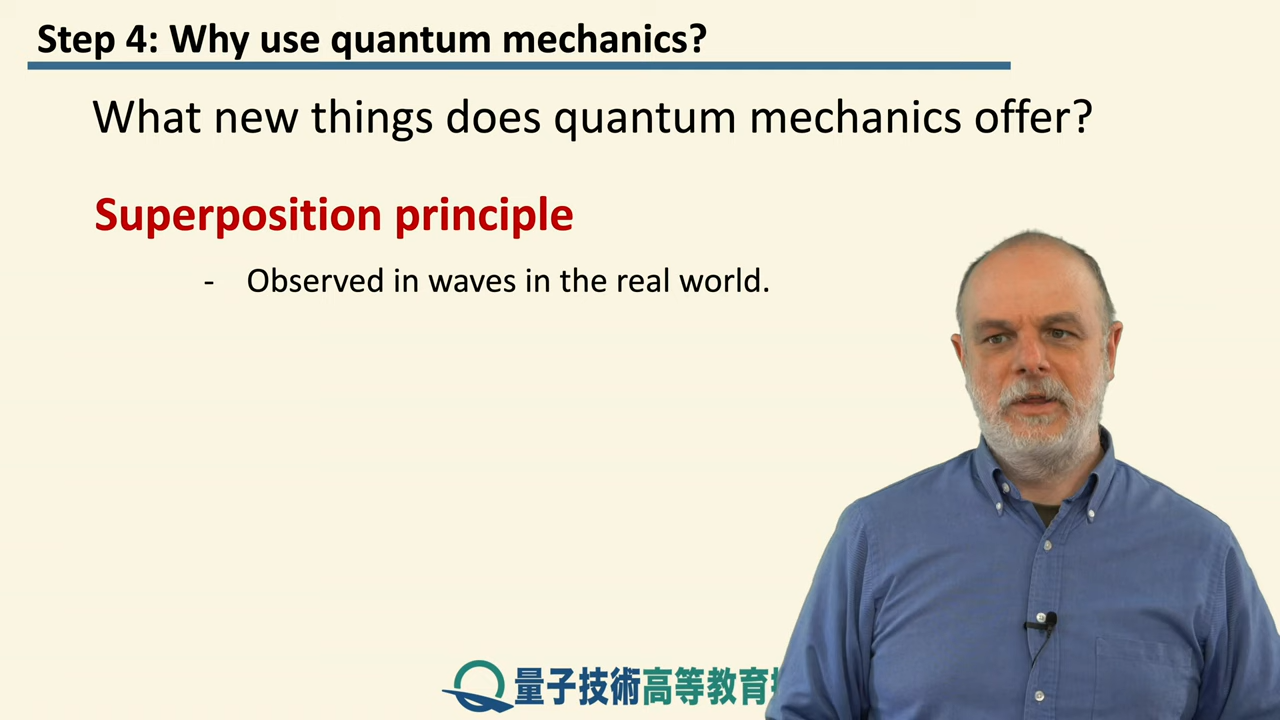 Step 4: Why use quantum mechanics?
What new things does quantum mechanics offer?
Superposition principle
- Observed in waves in the real world.
量子技術高等教育